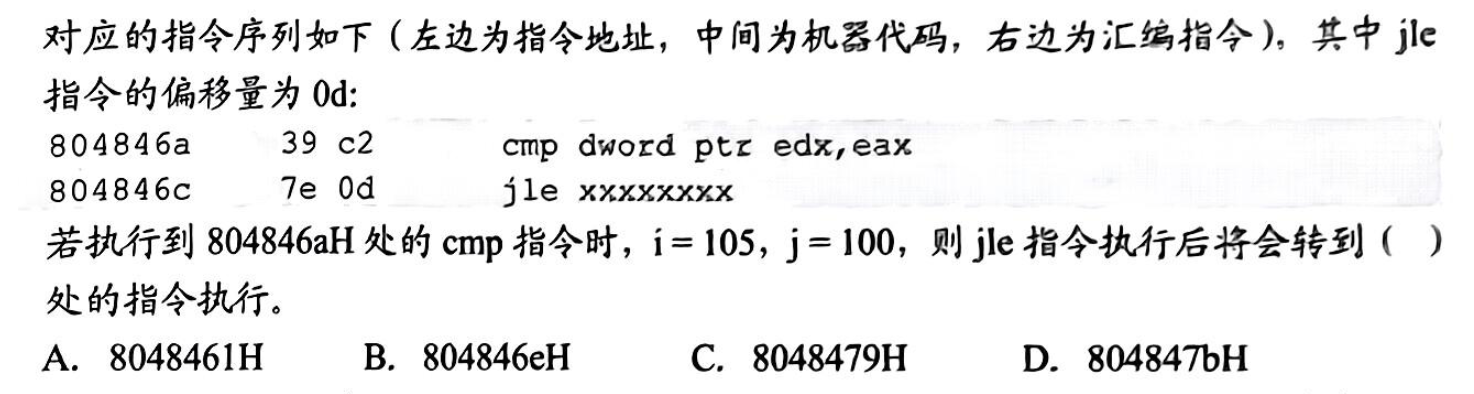 对应的指令序列如下（左边为指令地址，中间为机器代码，右边为汇编指令），其中 jle
指令的偏移量为 0d:
804846a 39 c2 cmp dword ptr edx,eax
804846c 7e 0d jle xxxxxxxx
若执行到 804846aH 处的 cmp 指令时，i = 105，j = 100，则 jle 指令执行后将会转到（ ）
处的指令执行。
A. 8048461H B. 804846eH C. 8048479H D. 804847bH